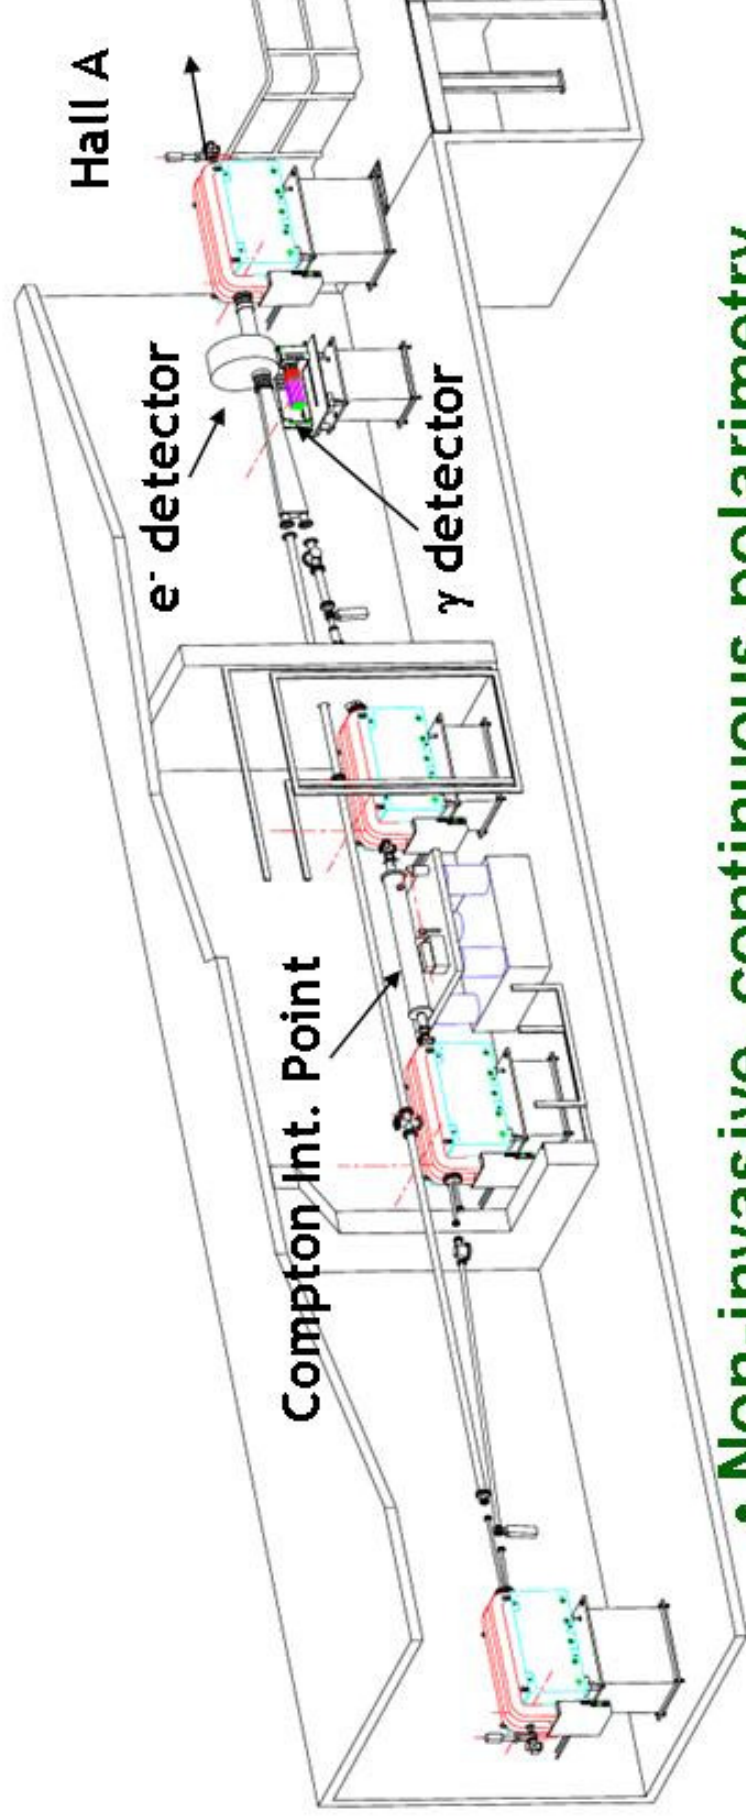 Hall A
e- detector
γ detector
Compton Int. Point
• Non-invasive, continuous polarimetry